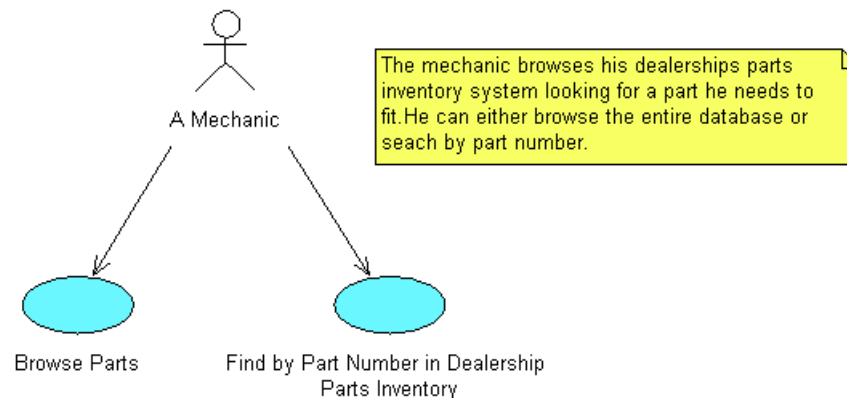 The mechanic browses his dealerships parts
inventory system looking for a part he needs to
fit.He can either browse the entire database or
seach by part number.
A Mechanic
Browse Parts
Find by Part Number in Dealership
Parts Inventory